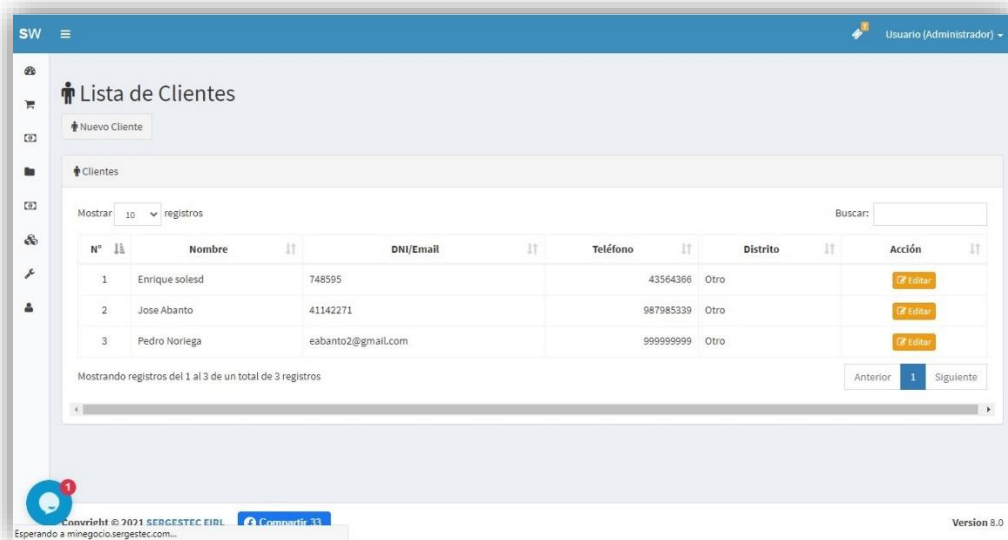 SW
Usuario (Administrador)
Lista de Clientes
Nuevo Cliente
Clientes
Mostrar 10 registros Buscar:
N° Nombre DNI/Email Teléfono Distrito Acción
1 Enrique solesd 748595 43564366 Otro Editar
2 Jose Abanto 41142271 987985339 Otro Editar
3 Pedro Noriega eabanto2@gmail.com 999999999 Otro Editar
Mostrando registros del 1 al 3 de un total de 3 registros Anterior 1 Siguiente
1
Copyright © 2021 SERGESTEC EIRL Compartir 33 Version 8.0
Esperando a minegocio.sergestec.com...